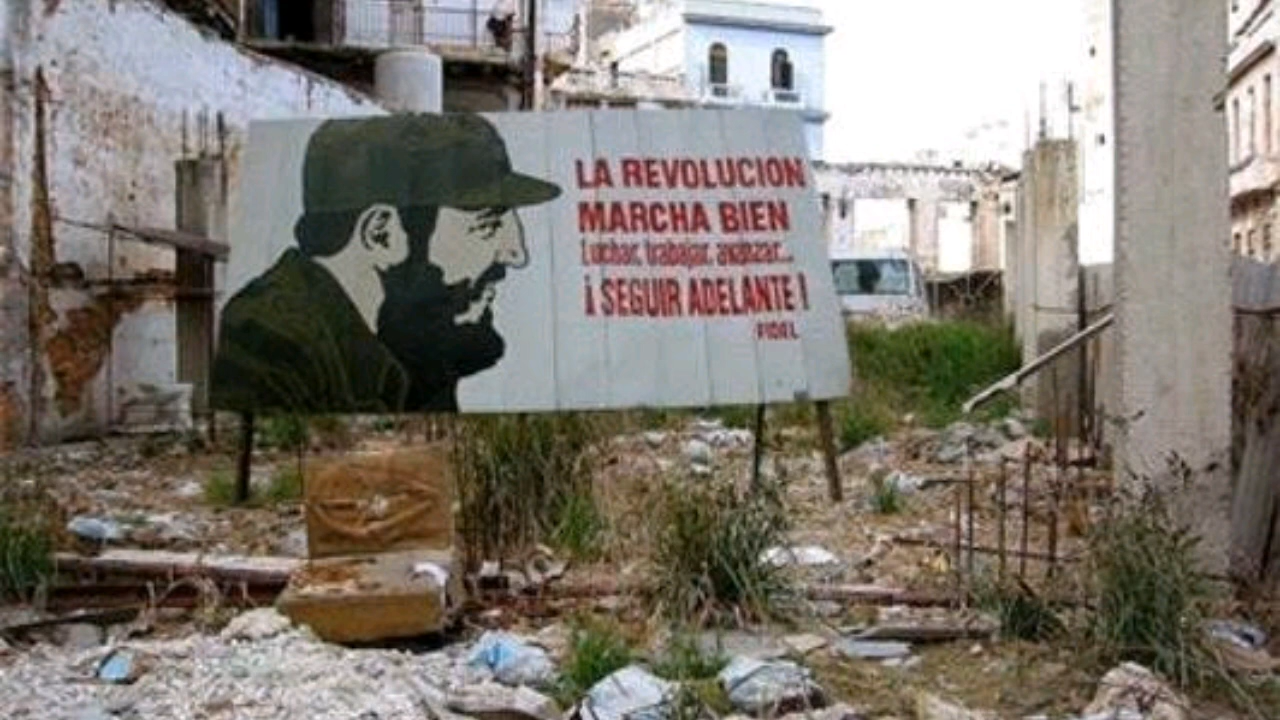 LA REVOLUCION
MARCHA BIEN
Luchar, trabajar, avanzar...
¡ SEGUIR ADELANTE !
FIDEL